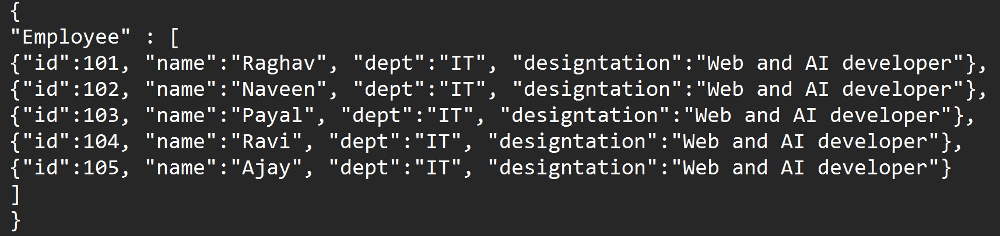 {
"Employee" : [
{"id":101, "name":"Raghav", "dept":"IT", "designtation":"Web and AI developer"},
{"id":102, "name":"Naveen", "dept":"IT", "designtation":"Web and AI developer"},
{"id":103, "name":"Payal", "dept":"IT", "designtation":"Web and AI developer"},
{"id":104, "name":"Ravi", "dept":"IT", "designtation":"Web and AI developer"},
{"id":105, "name":"Ajay", "dept":"IT", "designtation":"Web and AI developer"}
]
}